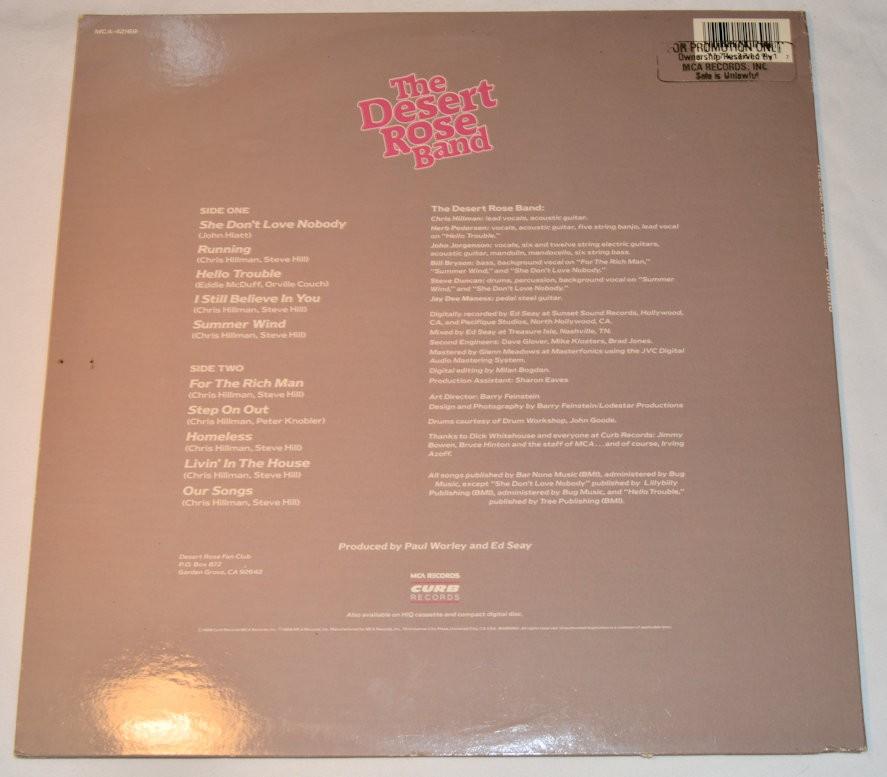 MCA-42169
FOR PROMOTION ONLY
Ownership Reserved By
MCA RECORDS, INC.
Sale is Unlawful
The
Desert
Rose
Band
SIDE ONE
She Don't Love Nobody
(John Hiatt)
Running
(Chris Hillman, Steve Hill)
Hello Trouble
(Eddie McDuff, Orville Couch)
I Still Believe In You
(Chris Hillman, Steve Hill)
Summer Wind
(Chris Hillman, Steve Hill)
SIDE TWO
For The Rich Man
(Chris Hillman, Steve Hill)
Step On Out
(Chris Hillman, Peter Knobler)
Homeless
(Chris Hillman, Steve Hill)
Livin' In The House
(Chris Hillman, Steve Hill)
Our Songs
(Chris Hillman, Steve Hill)
The Desert Rose Band:
Chris Hillman: lead vocals, acoustic guitar.
Herb Pedersen: vocals, acoustic guitar, five string banjo, lead vocal
on "Hello Trouble."
John Jorgenson: vocals, six and twelve string electric guitars,
acoustic guitar, mandolin, mandocello, six string bass.
Bill Bryson: bass, background vocal on "For The Rich Man,"
"Summer Wind," and "She Don't Love Nobody."
Steve Duncan: drums, percussion, background vocal on "Summer
Wind," and "She Don't Love Nobody."
Jay Dee Maness: pedal steel guitar.
Digitally recorded by Ed Seay at Sunset Sound Records, Hollywood,
CA, and Pacifique Studios, North Hollywood, CA.
Mixed by Ed Seay at Treasure Isle, Nashville, TN.
Second Engineers: Dave Glover, Mike Klosters, Brad Jones.
Mastered by Glenn Meadows at Masterfonics using the JVC Digital
Audio Mastering System.
Digital editing by Milan Bogdan.
Production Assistant: Sharon Eaves
Art Director: Barry Feinstein
Design and Photography by Barry Feinstein/Lodestar Productions
Drums courtesy of Drum Workshop, John Goode.
Thanks to Dick Whitehouse and everyone at Curb Records: Jimmy
Bowen, Bruce Hinton and the staff of MCA...and of course, Irving
Azoff.
All songs published by Bar None Music (BMI), administered by Bug
Music, except "She Don't Love Nobody" published by Lillybilly
Publishing (BMI), administered by Bug Music, and "Hello Trouble,"
published by Tree Publishing (BMI).
Produced by Paul Worley and Ed Seay
Desert Rose Fan Club
P.O. Box 872
Garden Grove, CA 92642
MCA RECORDS
CURB
RECORDS
Also available on HIQ cassette and compact digital disc.